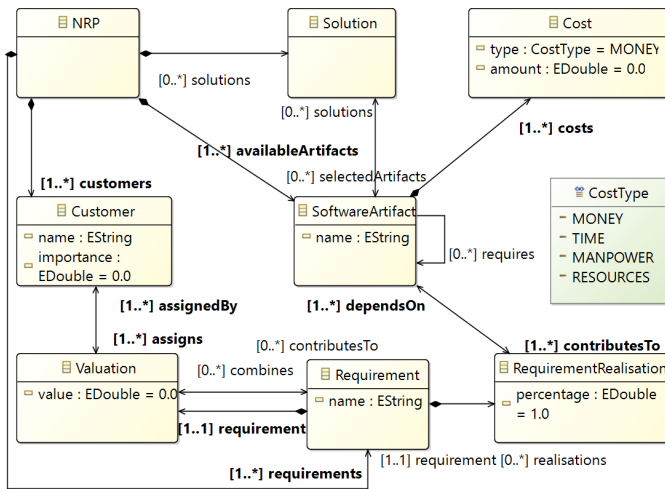 NRP
Solution
Cost
type : CostType = MONEY
amount : EDouble = 0.0
[0..*] solutions
[0..*] solutions
[1..*] costs
[1..*] availableArtifacts
[0..*] selectedArtifacts
[1..*] customers
Customer
name : EString
importance :
EDouble = 0.0
SoftwareArtifact
name : EString
[0..*] requires
CostType
MONEY
TIME
MANPOWER
RESOURCES
[1..*] assignedBy
[1..*] dependsOn
[1..*] assigns
[0..*] contributesTo
[1..*] contributesTo
Valuation
value : EDouble = 0.0
[0..*] combines
Requirement
name : EString
RequirementRealisation
percentage : EDouble
= 1.0
[1..1] requirement
[1..1] requirement [0..*] realisations
[1..*] requirements